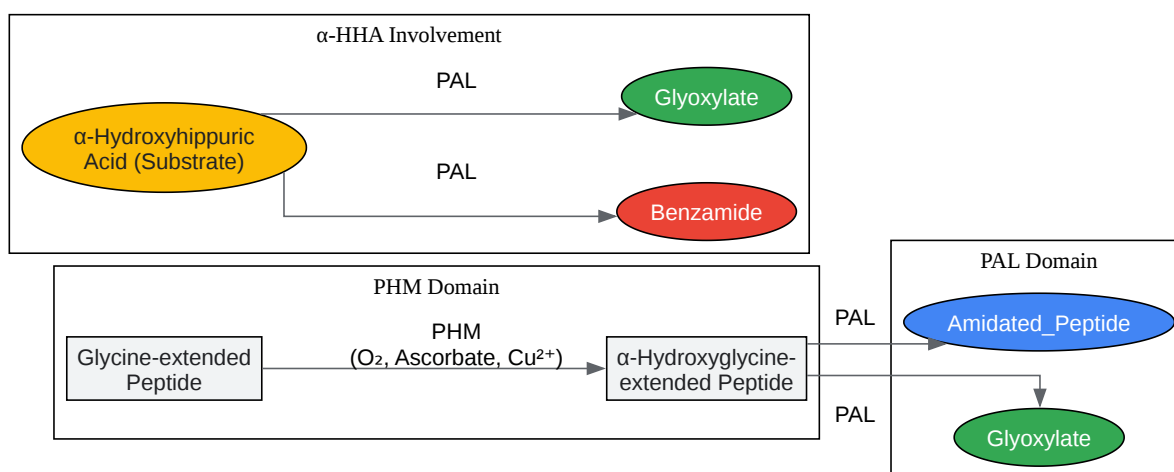 α-HHA Involvement
PAL
Glyoxylate
α-Hydroxyhippuric
Acid (Substrate)
PAL
Benzamide
PAL Domain
PHM Domain
PAL
Amidated_Peptide
PHM
(O₂, Ascorbate, Cu²⁺)
Glycine-extended
Peptide
α-Hydroxyglycine-
extended Peptide
PAL
Glyoxylate